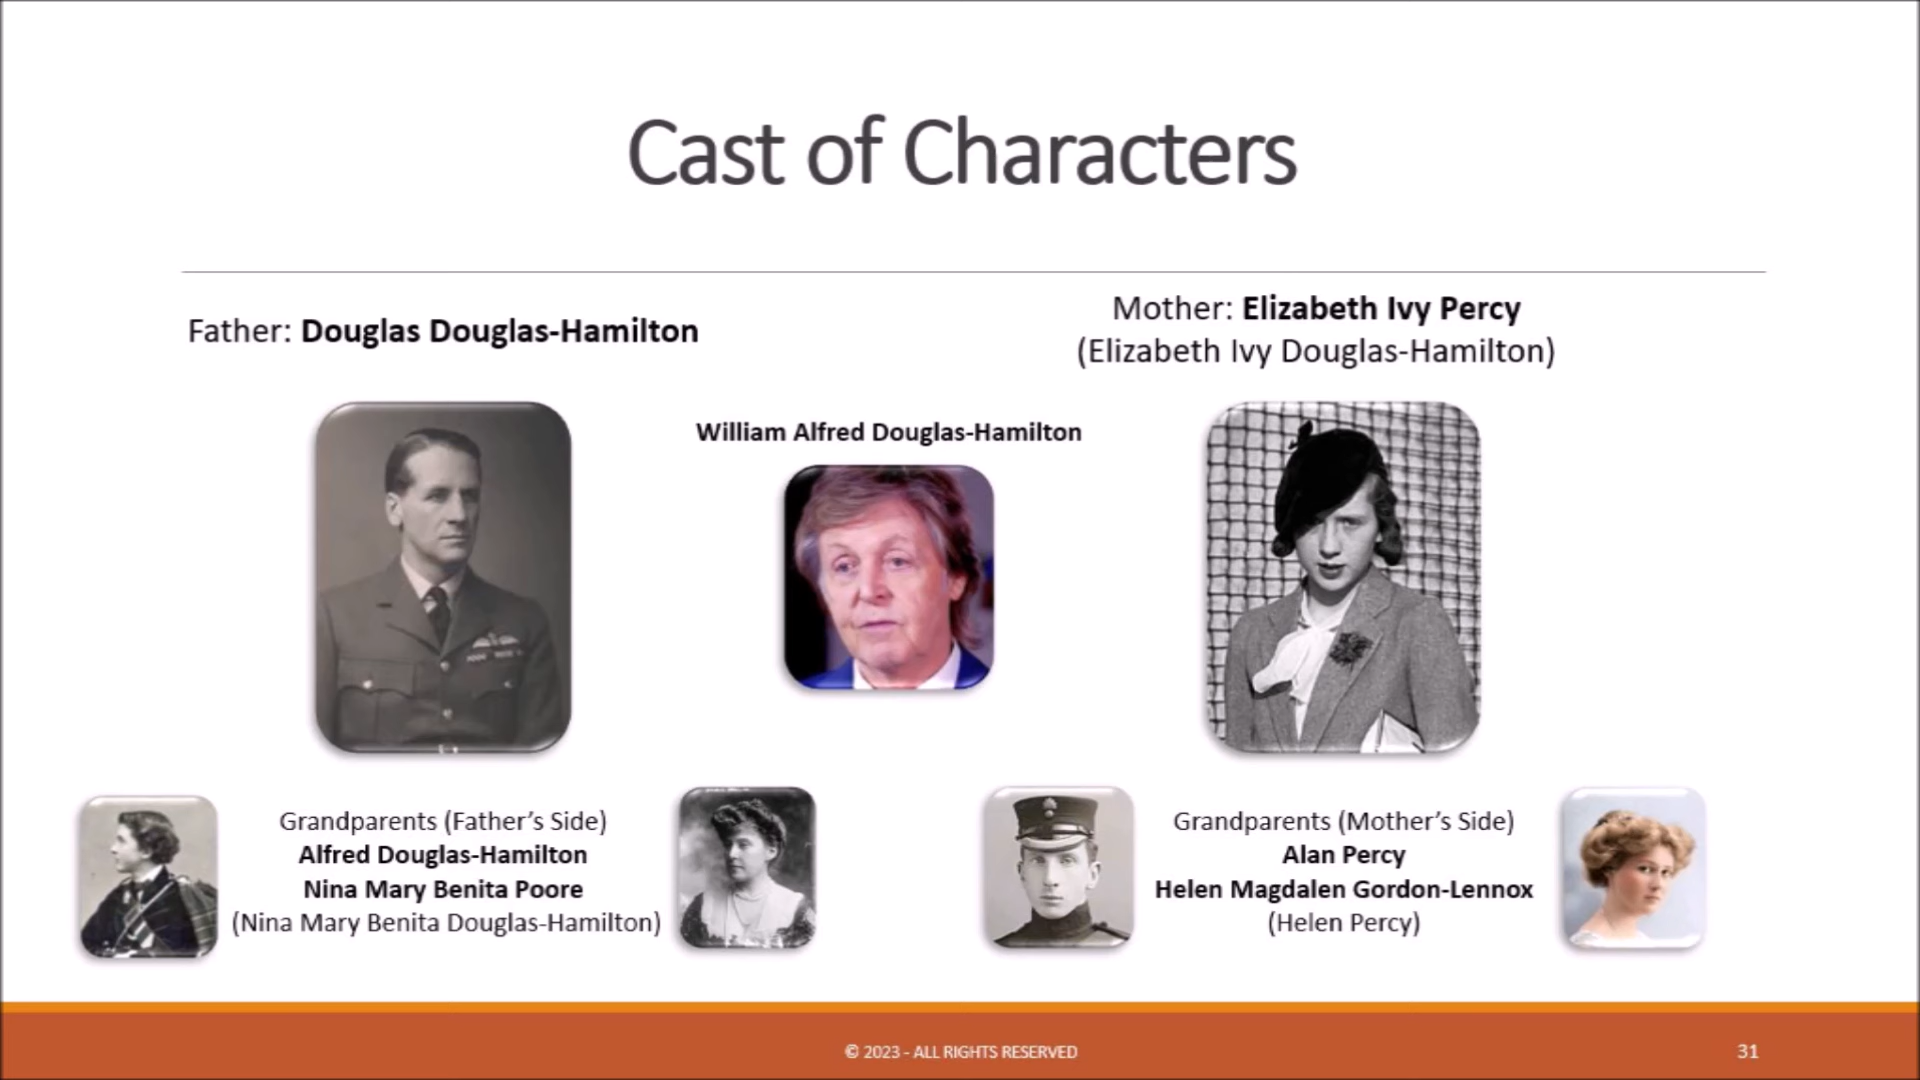 Cast of Characters
Father: Douglas Douglas-Hamilton
Mother: Elizabeth Ivy Percy
(Elizabeth Ivy Douglas-Hamilton)
William Alfred Douglas-Hamilton
Grandparents (Father’s Side)
Alfred Douglas-Hamilton
Nina Mary Benita Poore
(Nina Mary Benita Douglas-Hamilton)
Grandparents (Mother’s Side)
Alan Percy
Helen Magdalen Gordon-Lennox
(Helen Percy)
© 2023 - ALL RIGHTS RESERVED
31